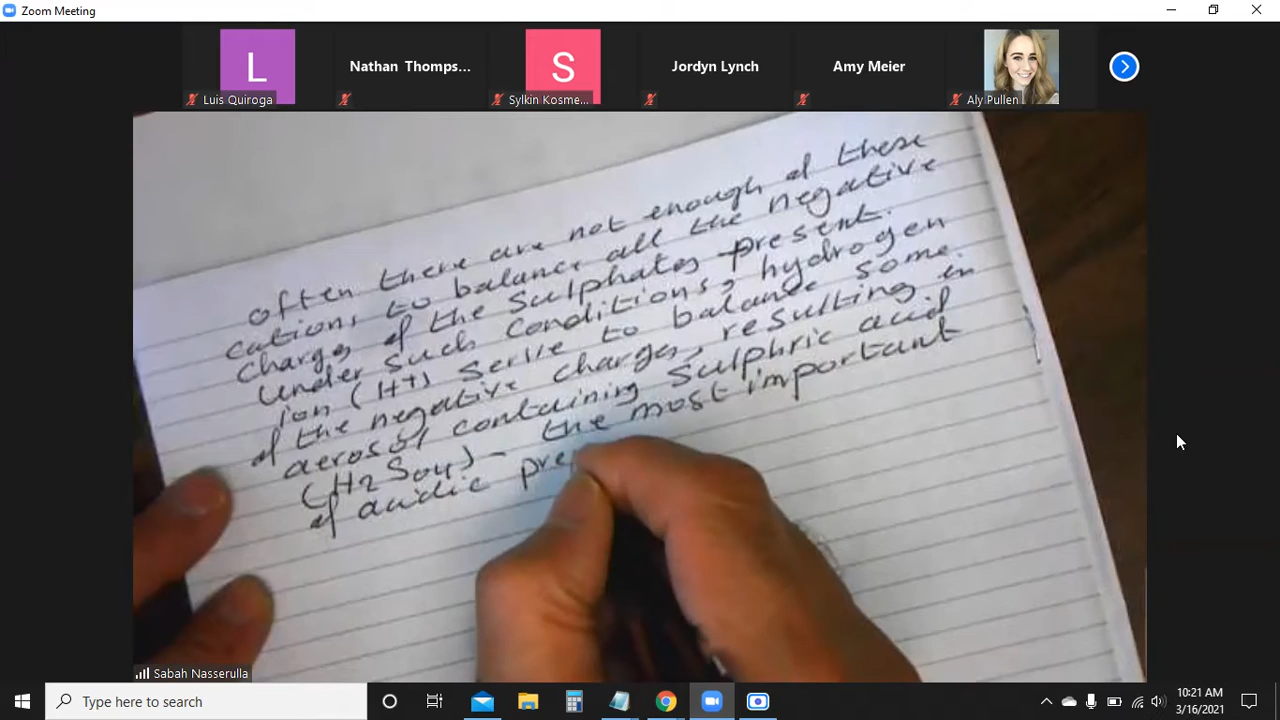 Zoom Meeting
L
Luis Quiroga
Nathan Thomps...
S
Sylkin Kosme...
Jordyn Lynch
Amy Meier
Aly Pullen
often there are not enough of these
cations to balance all the negative
Charges of the Sulphates present.
Under such Conditions, hydrogen
ion (H+) Serve to balance some
of the negative charges, resulting in
aerosol containing Sulphric acid
(H2SO4) - the most important
of acidic pre
Sabah Nasserulla
Type here to search
10:21 AM
3/16/2021